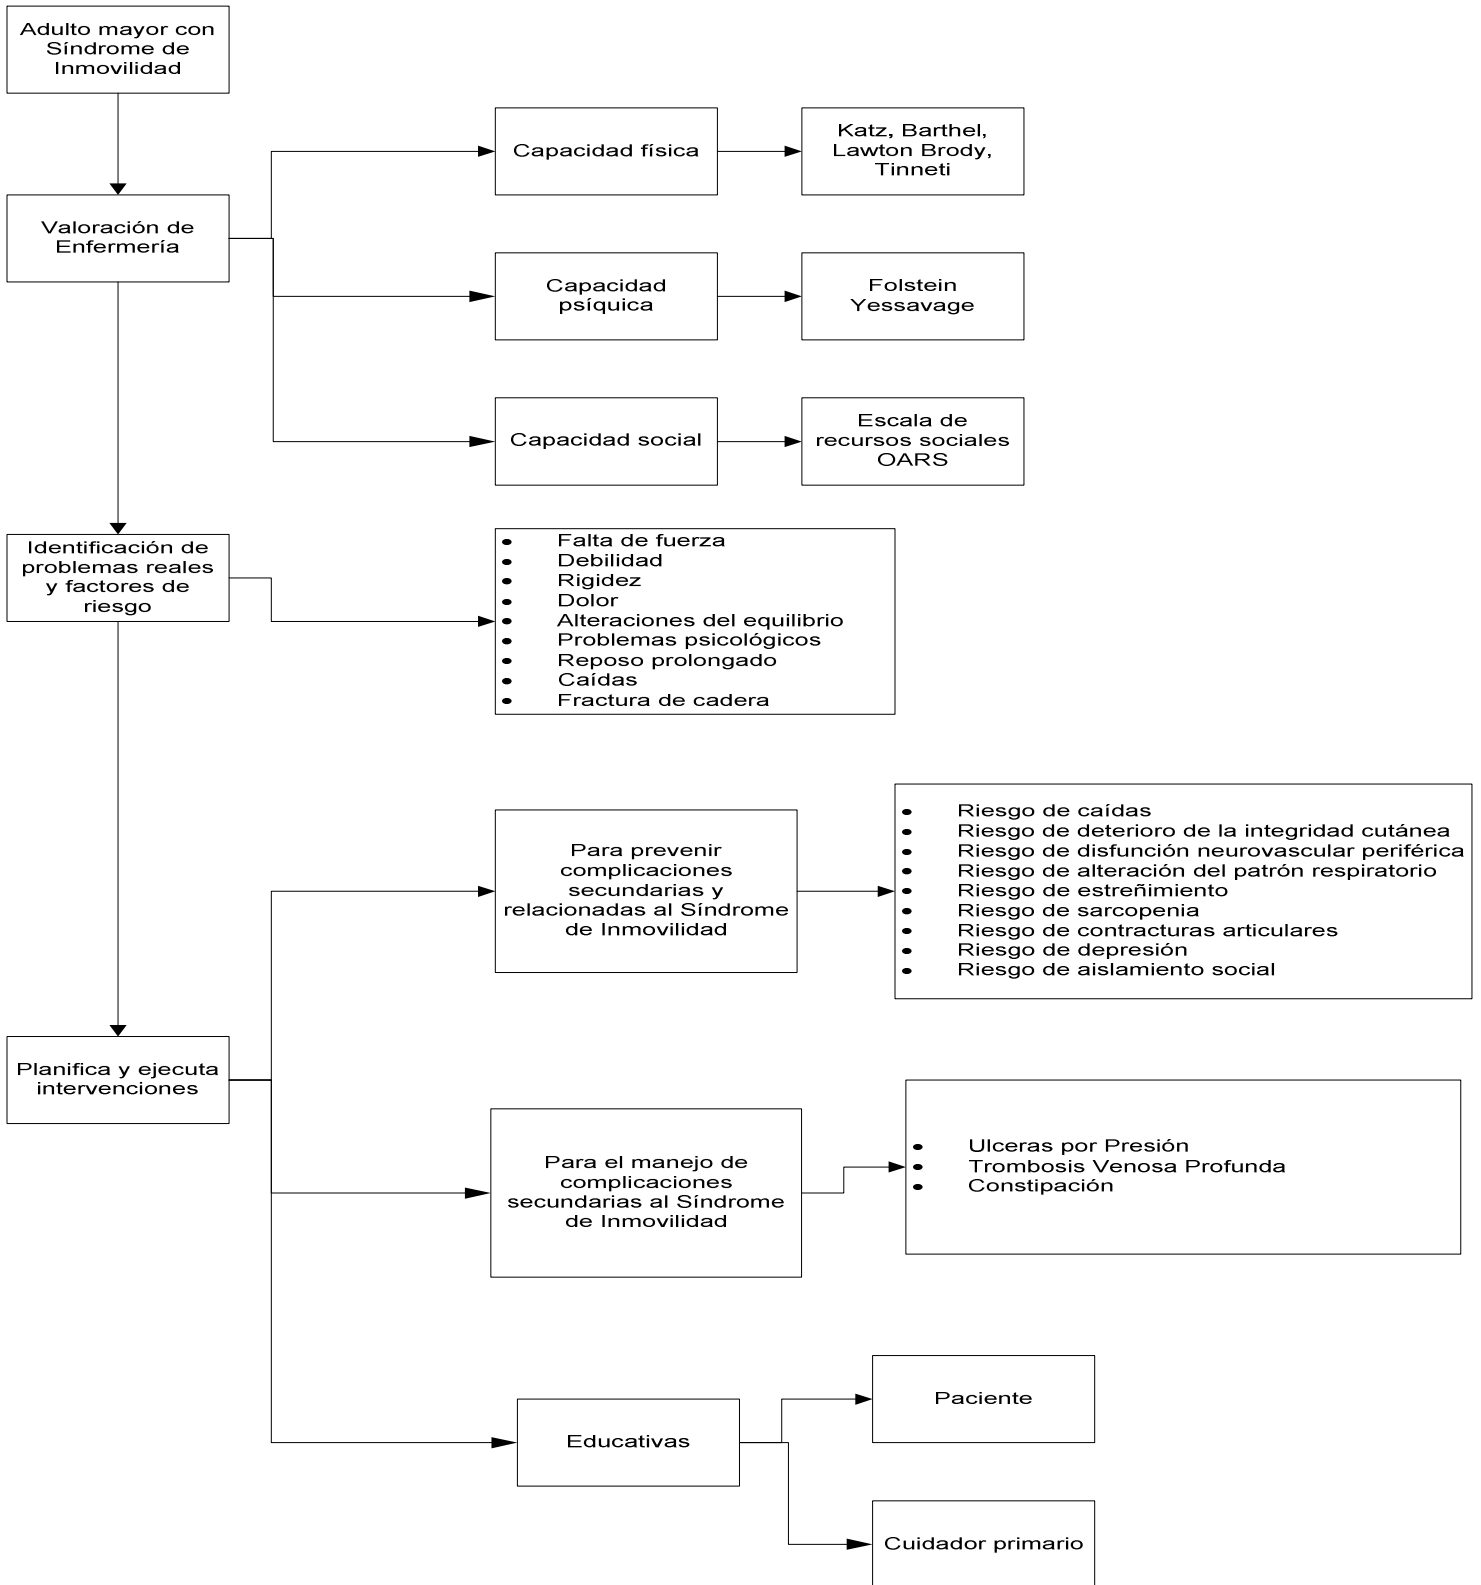 Adulto mayor con
Síndrome de
Inmovilidad
Valoración de
Enfermería
Capacidad física
Katz, Barthel,
Lawton Brody,
Tinneti
Capacidad
psíquica
Folstein
Yessavage
Capacidad social
Escala de
recursos sociales
OARS
Identificación de
problemas reales
y factores de
riesgo
• Falta de fuerza
• Debilidad
• Rigidez
• Dolor
• Alteraciones del equilibrio
• Problemas psicológicos
• Reposo prolongado
• Caídas
• Fractura de cadera
Planifica y ejecuta
intervenciones
Para prevenir
complicaciones
secundarias y
relacionadas al Síndrome
de Inmovilidad
• Riesgo de caídas
• Riesgo de deterioro de la integridad cutánea
• Riesgo de disfunción neurovascular periférica
• Riesgo de alteración del patrón respiratorio
• Riesgo de estreñimiento
• Riesgo de sarcopenia
• Riesgo de contracturas articulares
• Riesgo de depresión
• Riesgo de aislamiento social
Para el manejo de
complicaciones
secundarias al Síndrome
de Inmovilidad
• Ulceras por Presión
• Trombosis Venosa Profunda
• Constipación
Educativas
Paciente
Cuidador primario